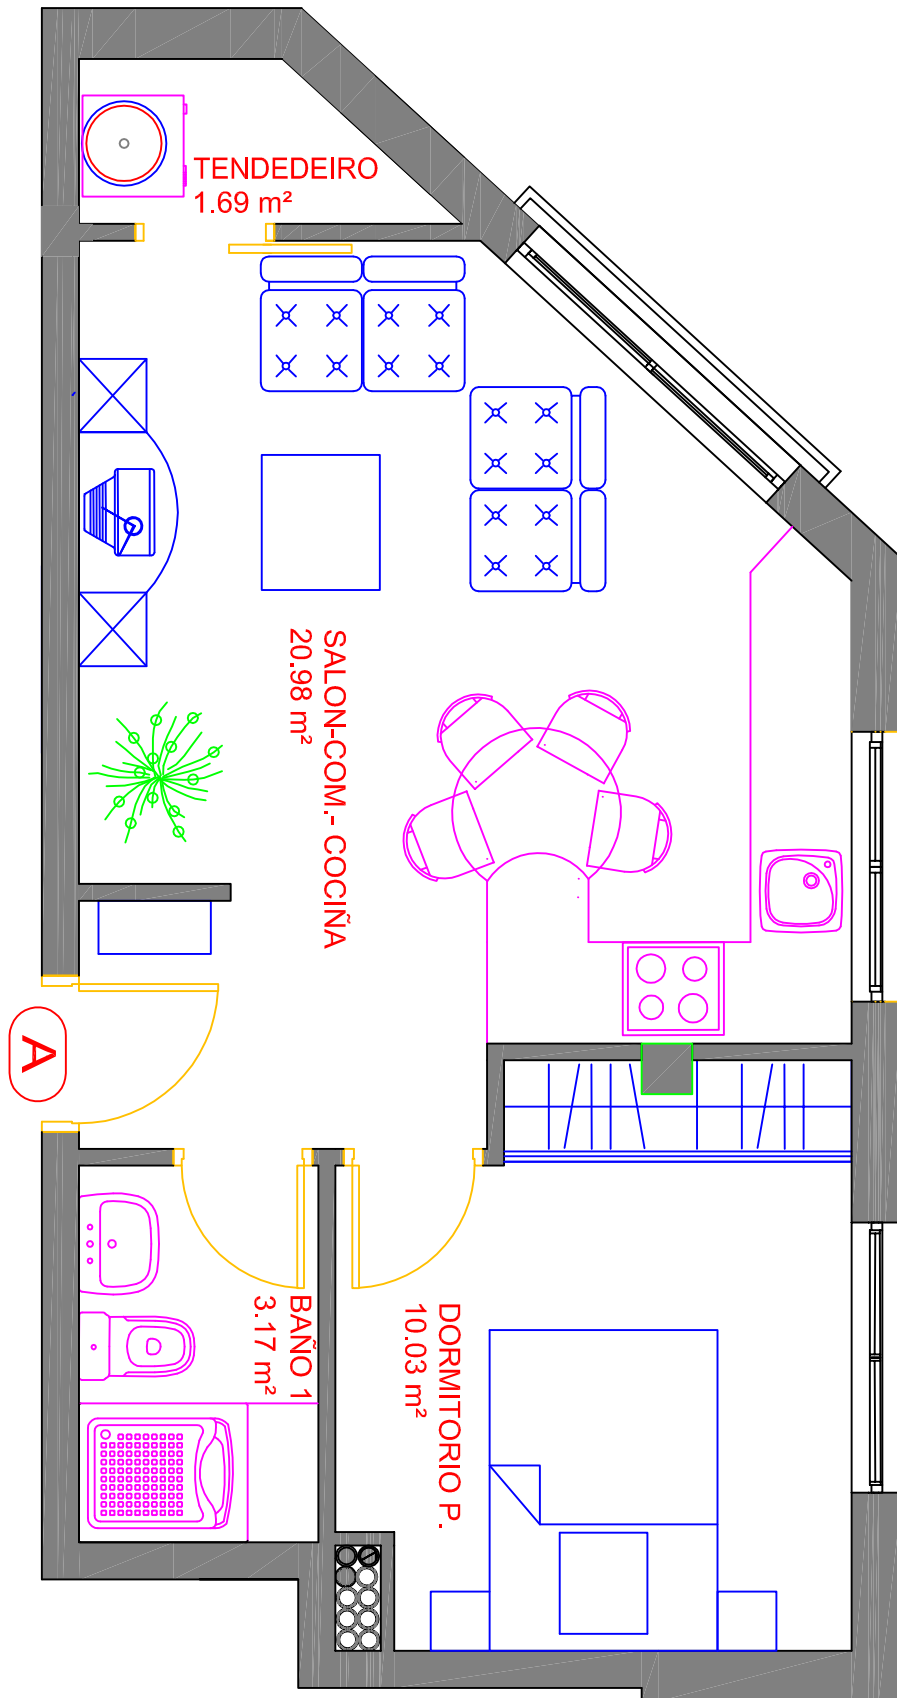 TENDEDEIRO
1.69 m²
SALON-COM.- COCIÑA
20.98 m²
A
BAÑO 1
3.17 m²
DORMITORIO P.
10.03 m²